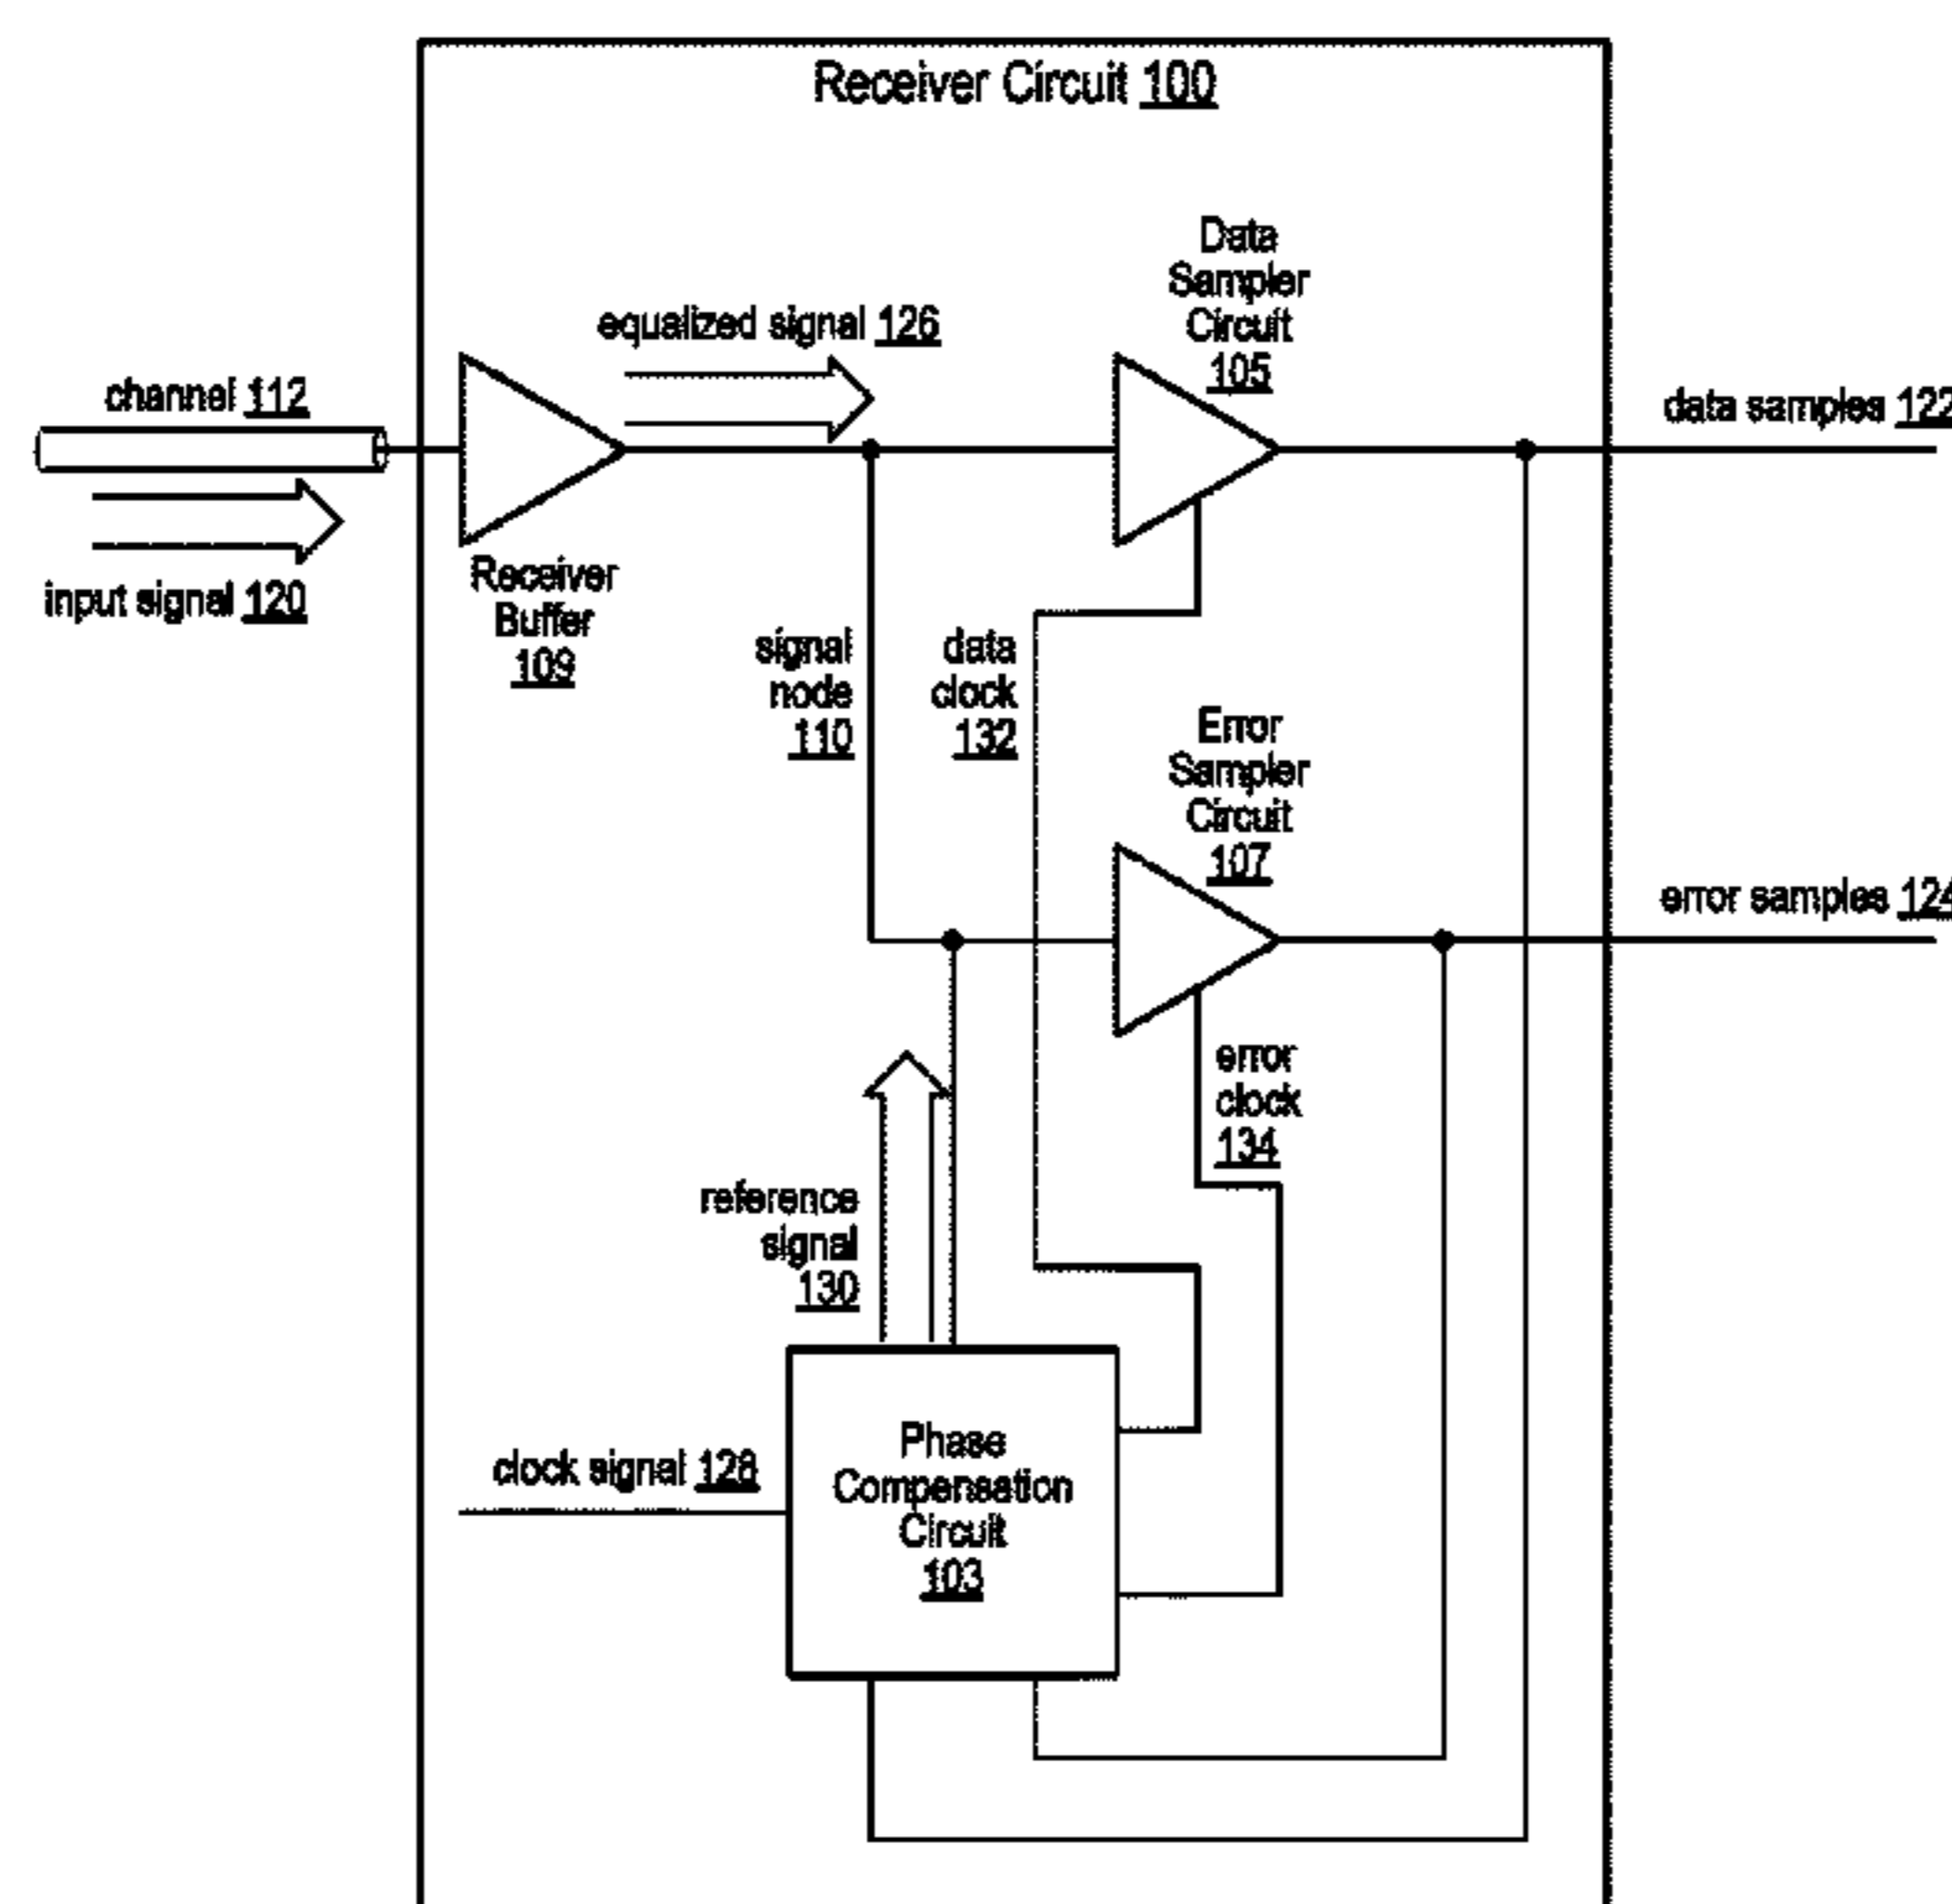 Receiver Circuit 100
Data
Sampler
Circuit
105
equalized signal 126
channel 112
data samples 122
input signal 120
Receiver
Buffer
109
signal
node
110
data
clock
132
Error
Sampler
Circuit
107
error samples 124
error
clock
134
reference
signal
130
clock signal 128
Phase
Compensation
Circuit
103